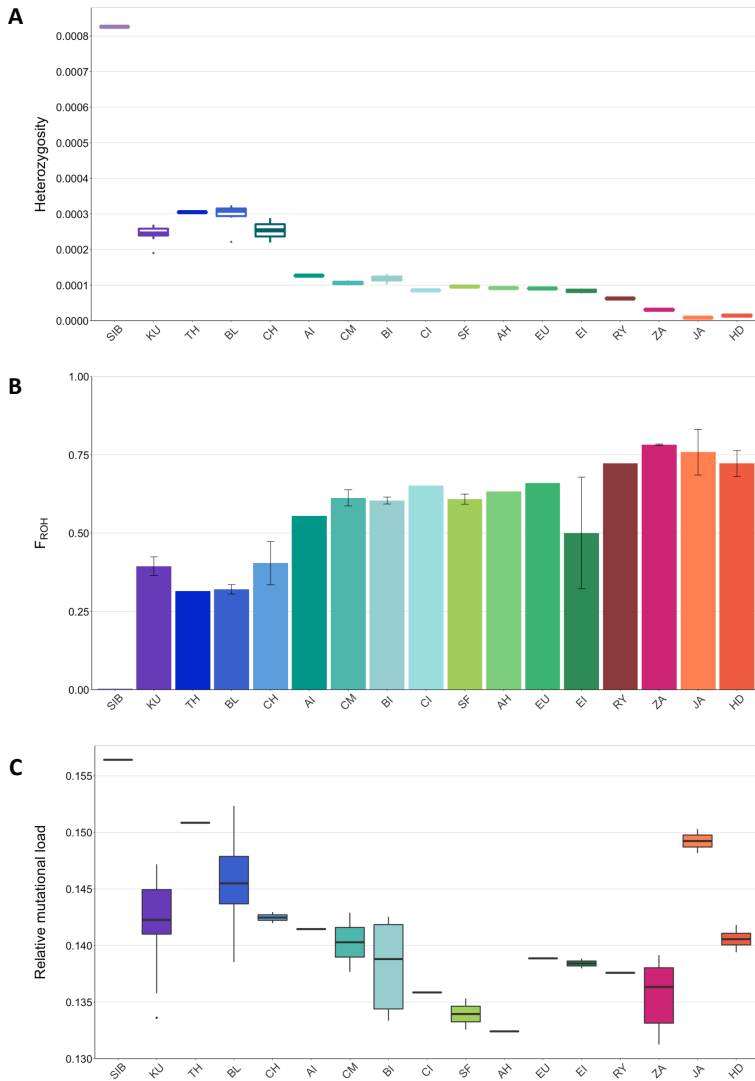 A
Heterozygosity
0.0008
0.0007
0.0006
0.0005
0.0004
0.0003
0.0002
0.0001
0.0000
SIB KU TH BL CH AI CM BI CI SF AH EU EI RY ZA JA HD
B
FROH
1.00
0.75
0.50
0.25
0.00
SIB KU TH BL CH AI CM BI CI SF AH EU EI RY ZA JA HD
C
Relative mutational load
0.155
0.150
0.145
0.140
0.135
0.130
SIB KU TH BL CH AI CM BI CI SF AH EU EI RY ZA JA HD